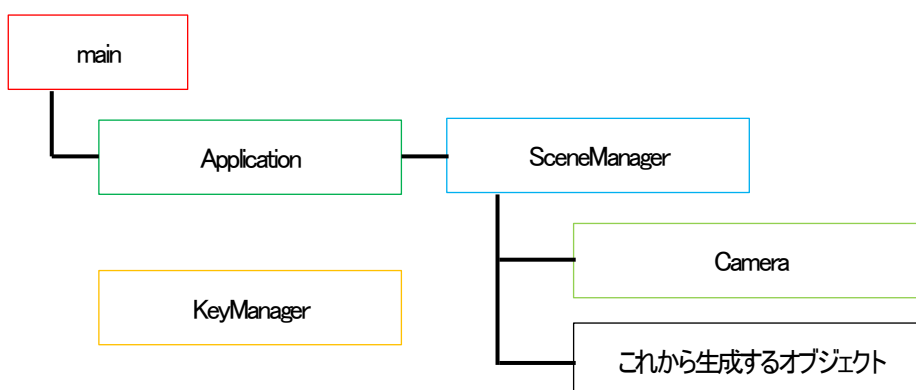 main
Application
SceneManager
Camera
KeyManager
これから生成するオブジェクト